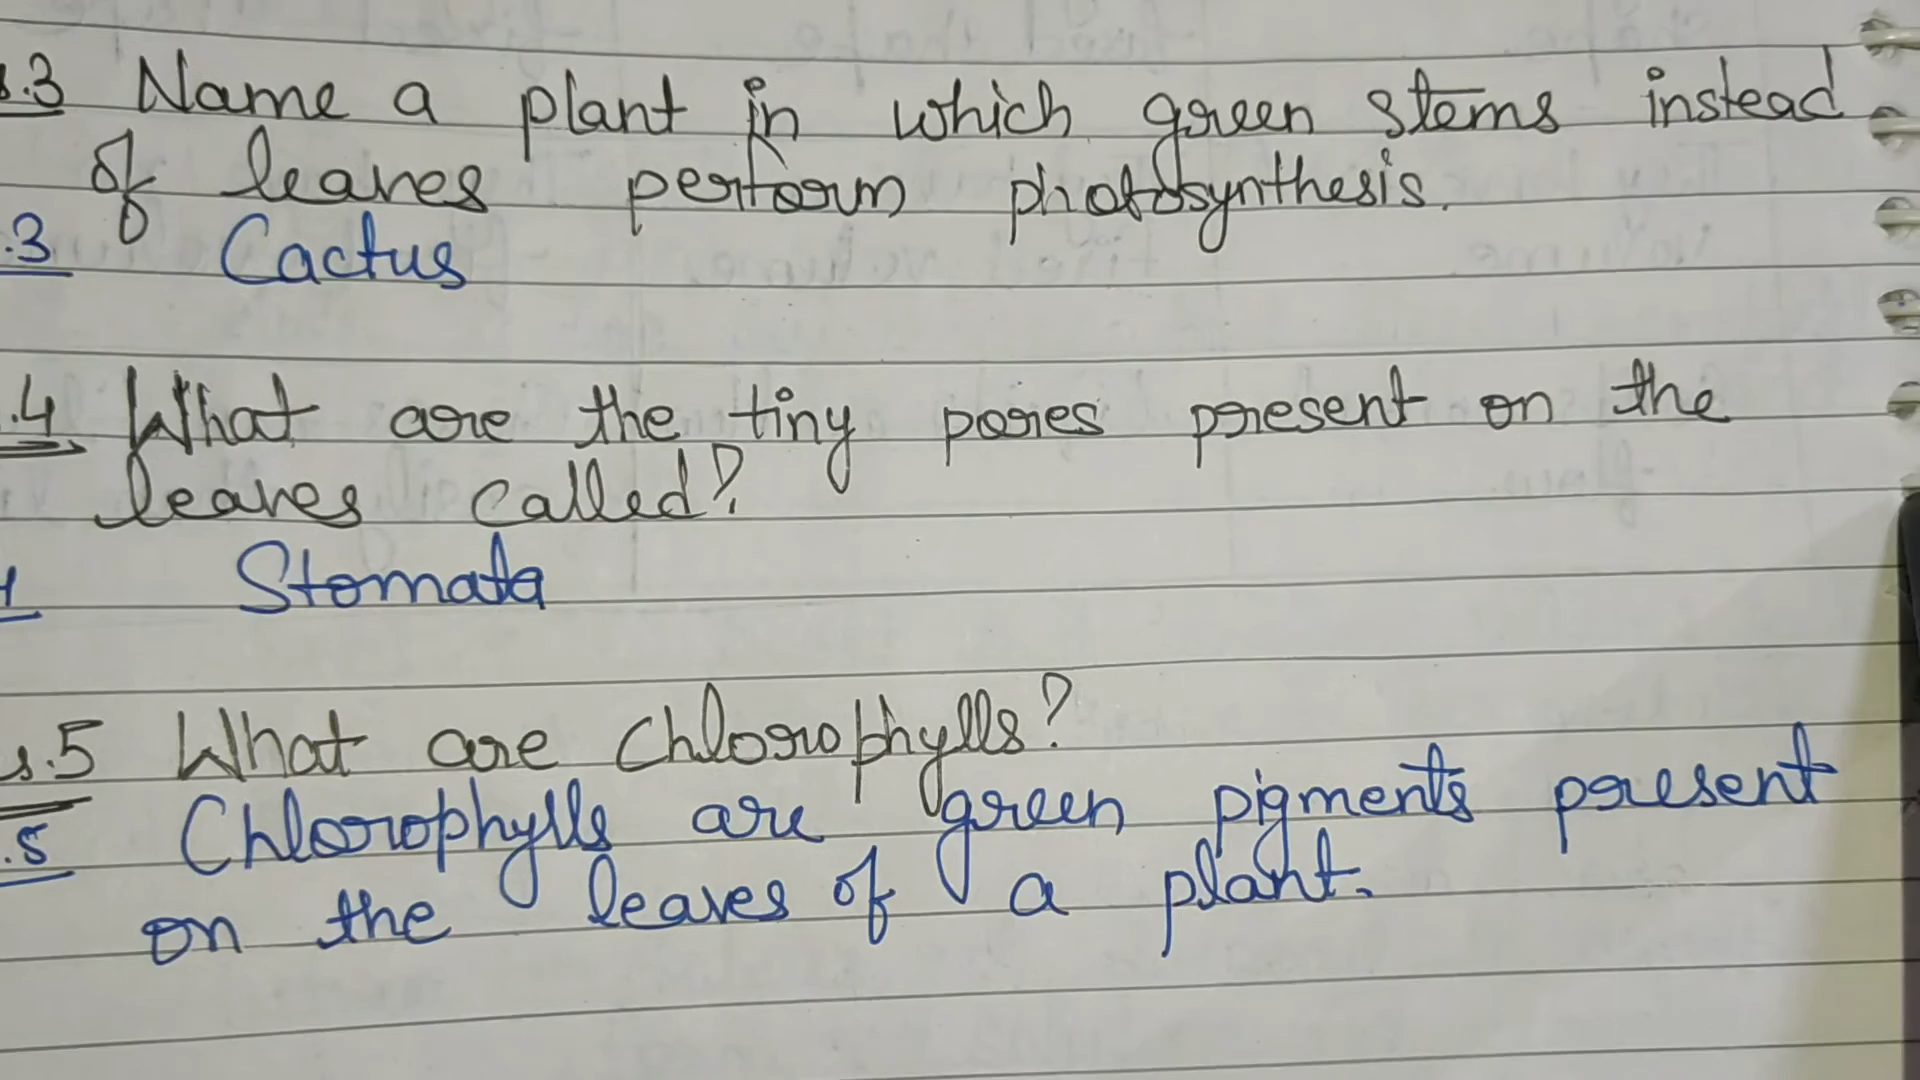 .3 Name a plant in which green stems instead
of leaves perform photosynthesis.
.3 Cactus
.4 What are the tiny pores present on the
leaves called?
Stomata
s.5 What are Chlorophylls?
.5 Chlorophylls are green pigments present
on the leaves of a plant.